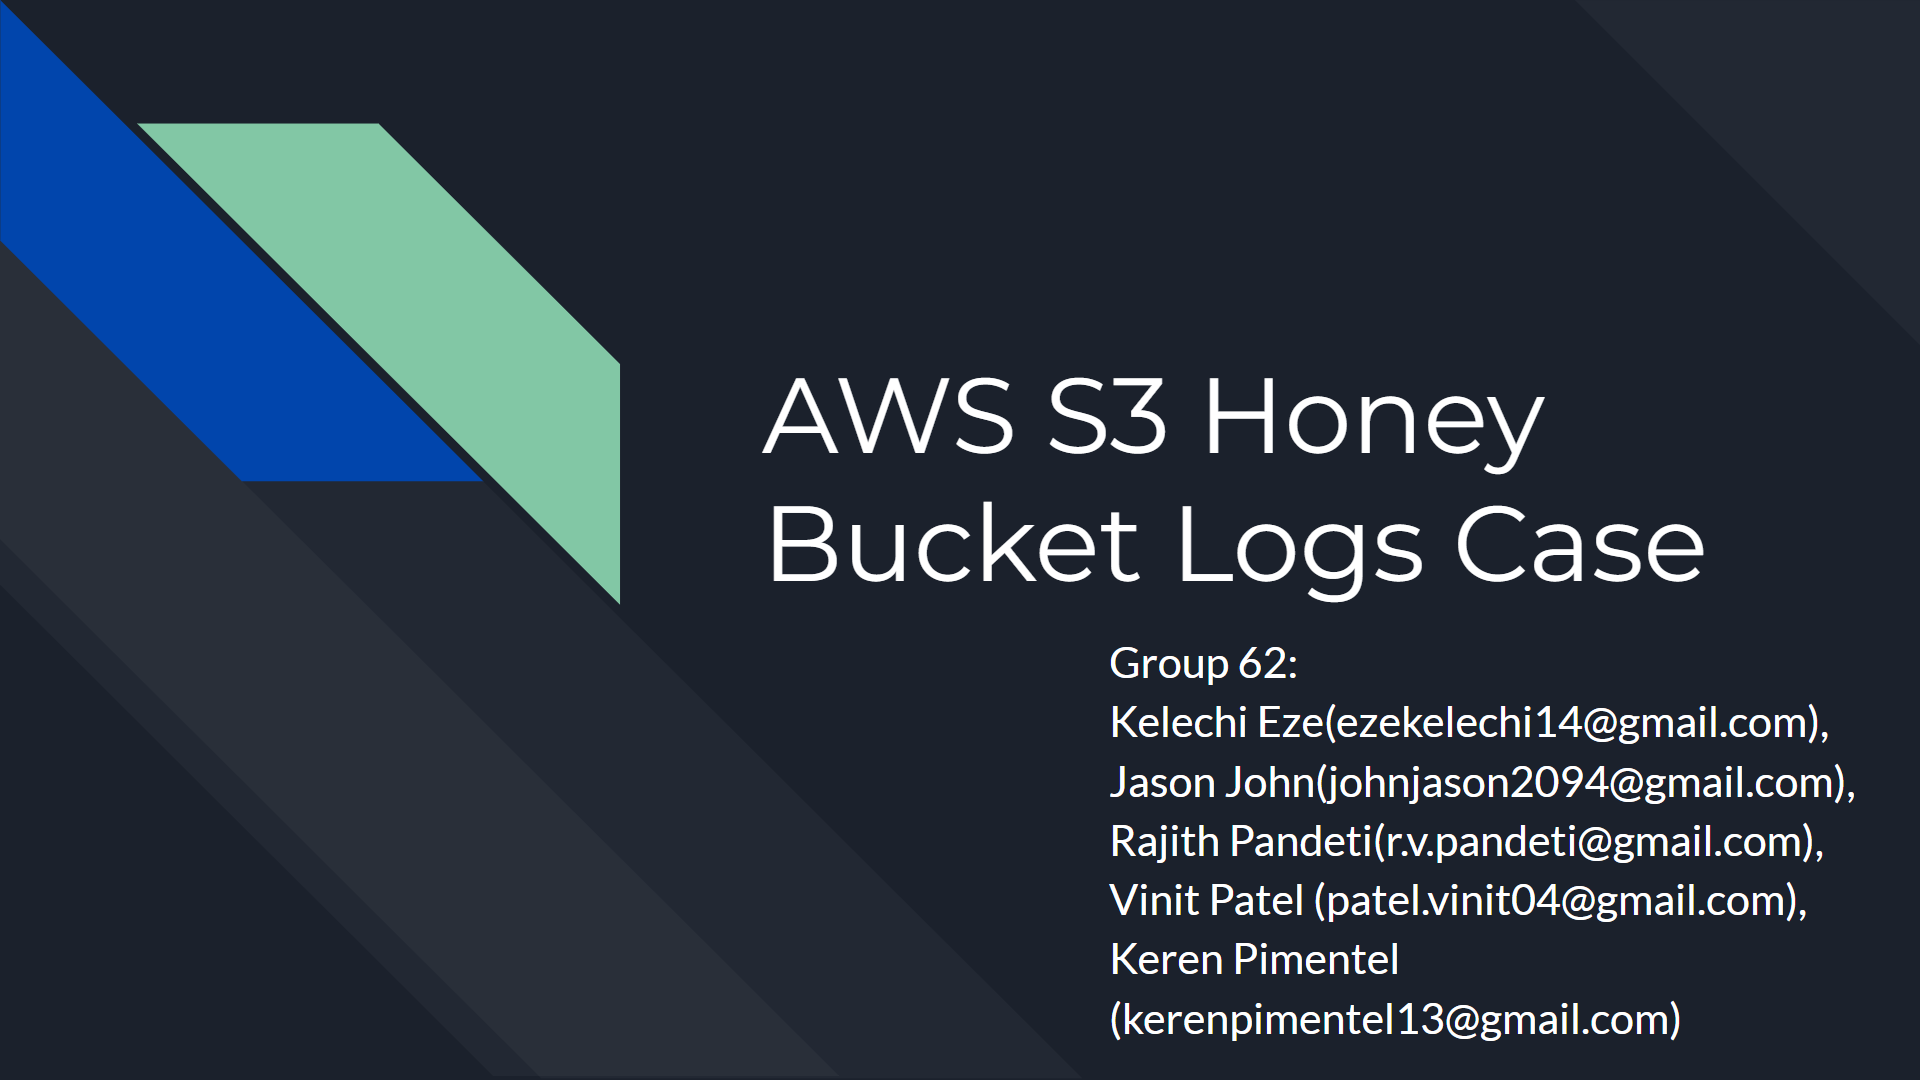 AWS S3 Honey
Bucket Logs Case
Group 62:
Kelechi Eze(ezekelechi14@gmail.com),
Jason John(johnjason2094@gmail.com),
Rajith Pandeti(r.v.pandeti@gmail.com),
Vinit Patel (patel.vinit04@gmail.com),
Keren Pimentel
(kerenpimentel13@gmail.com)